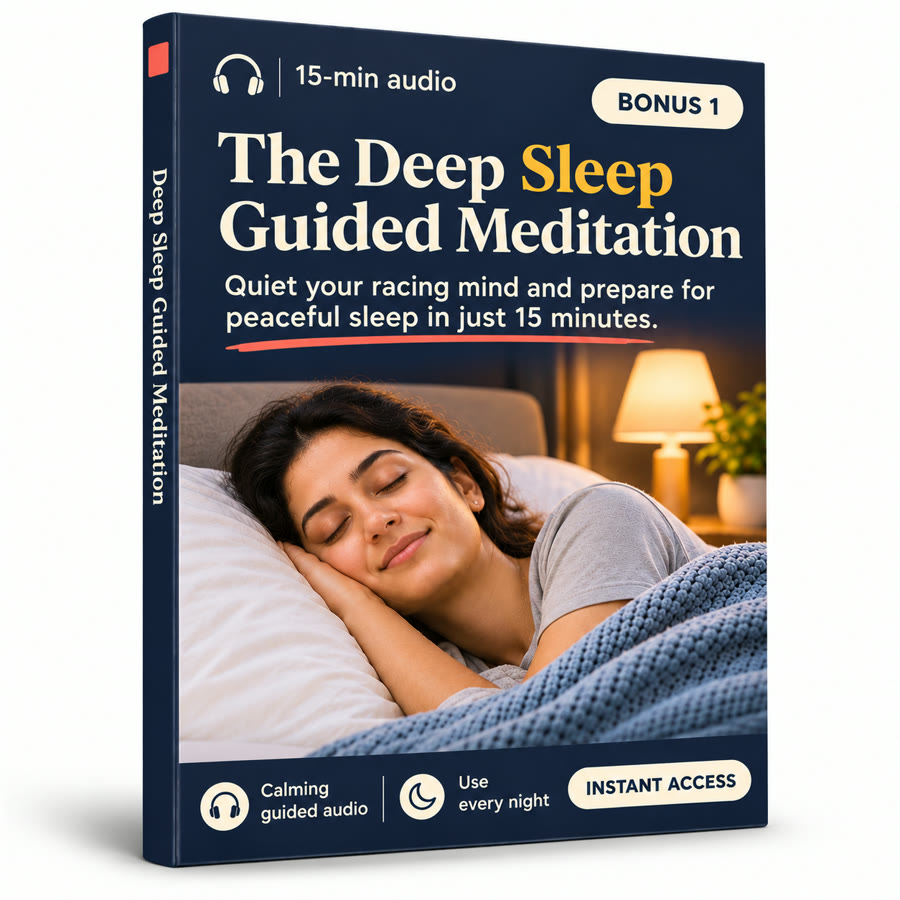 15-min audio
BONUS 1
The Deep Sleep
Guided Meditation
Quiet your racing mind and prepare for
peaceful sleep in just 15 minutes.
Deep Sleep Guided Meditation
Calming
guided audio
Use
every night
INSTANT ACCESS